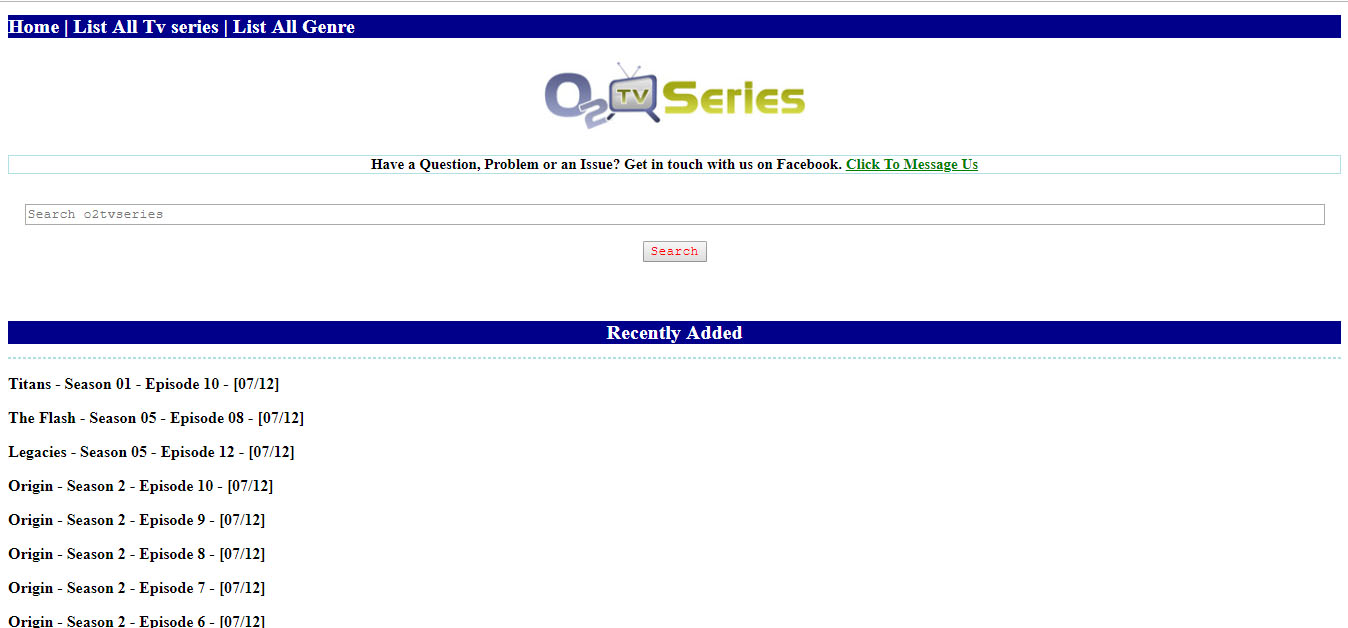 Home | List All Tv series | List All Genre
O2 TV Series
Have a Question, Problem or an Issue? Get in touch with us on Facebook. Click To Message Us
Search o2tvseries
Search
Recently Added
Titans - Season 01 - Episode 10 - [07/12]
The Flash - Season 05 - Episode 08 - [07/12]
Legacies - Season 05 - Episode 12 - [07/12]
Origin - Season 2 - Episode 10 - [07/12]
Origin - Season 2 - Episode 9 - [07/12]
Origin - Season 2 - Episode 8 - [07/12]
Origin - Season 2 - Episode 7 - [07/12]
Origin - Season 2 - Episode 6 - [07/12]